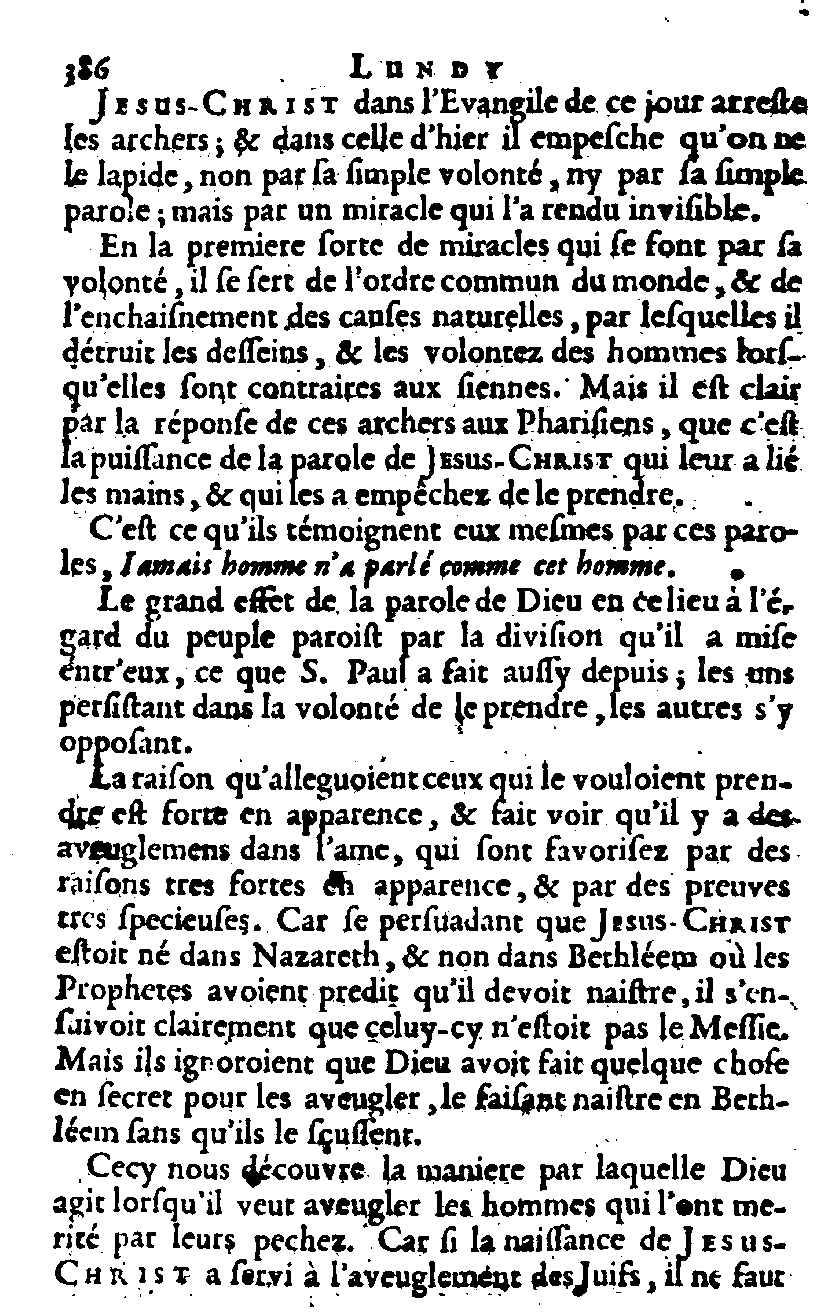 386 LUNDY
JESUS-CHRIST dans l'Evangile de ce jour arreſte
les archers ; & dans celle d'hier il empeſche qu'on ne
le lapide, non par ſa ſimple volonté, ny par ſa ſimple
parole ; mais par un miracle qui l'a rendu inviſible.
En la premiere ſorte de miracles qui ſe font par ſa
volonté, il ſe ſert de l'ordre commun du monde, & de
l'enchaiſnement des cauſes naturelles, par leſquelles il
détruit les deſſeins, & les volontez des hommes lorſ-
qu'elles ſont contraires aux ſiennes. Mais il eſt clair
par la réponſe de ces archers aux Phariſiens, que c'eſt
la puiſſance de la parole de JESUS-CHRIST qui leur a lié
les mains, & qui les a empêchez de le prendre.
C'eſt ce qu'ils témoignent eux meſmes par ces paro-
les, Iamais homme n'a parlé comme cet homme.
Le grand effet de la parole de Dieu en ce lieu à l'é-
gard du peuple paroiſt par la diviſion qu'il a miſe
entr'eux, ce que S. Paul a fait auſſy depuis ; les uns
perſiſtant dans la volonté de le prendre, les autres s'y
oppoſant.
La raiſon qu'alleguoient ceux qui le vouloient pren-
dre eſt forte en apparence, & fait voir qu'il y a des
aveuglemens dans l'ame, qui ſont favoriſez par des
raiſons tres fortes en apparence, & par des preuves
tres ſpecieuſes. Car ſe perſuadant que JESUS-CHRIST
eſtoit né dans Nazareth, & non dans Bethléem où les
Prophetes avoient predit qu'il devoit naiſtre, il s'en-
ſuivoit clairement que celuy-cy n'eſtoit pas le Meſſie.
Mais ils ignoroient que Dieu avoit fait quelque choſe
en ſecret pour les aveugler, le faiſant naiſtre en Beth-
léem ſans qu'ils le ſçuſſent.
Cecy nous découvre la maniere par laquelle Dieu
agit lorſqu'il veut aveugler les hommes qui l'ont me-
rité par leurs pechez. Car ſi la naiſſance de JESUS-
CHRIST a ſervi à l'aveuglement des Juifs, il ne faut